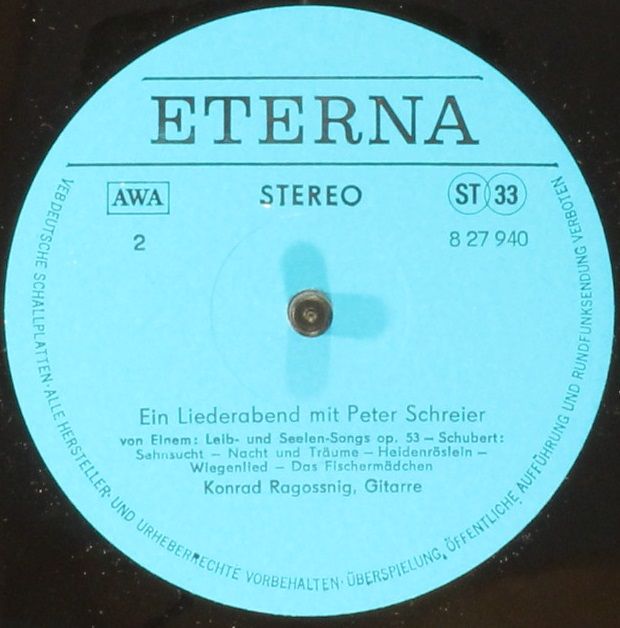 ETERNA
AWA STEREO ST 33
2 8 27 940
Ein Liederabend mit Peter Schreier
von Einem: Leib- und Seelen-Songs op. 53 – Schubert:
Sehnsucht – Nacht und Träume – Heidenröslein –
Wiegenlied – Das Fischermädchen
Konrad Ragossnig, Gitarre
VEB DEUTSCHE SCHALLPLATTEN · ALLE HERSTELLER- UND URHEBERRECHTE VORBEHALTEN · ÜBERSPIELUNG, ÖFFENTLICHE AUFFÜHRUNG UND RUNDFUNKSENDUNG VERBOTEN